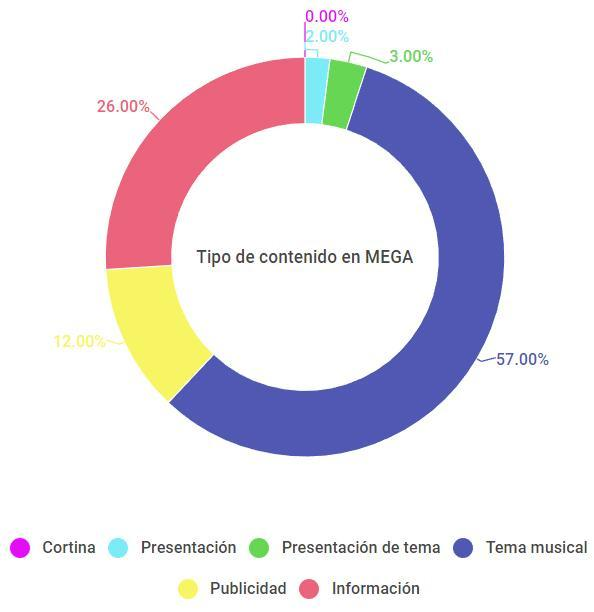 0.00%
2.00%
3.00%
26.00%
Tipo de contenido en MEGA
12.00%
57.00%
Cortina Presentación Presentación de tema Tema musical
Publicidad Información